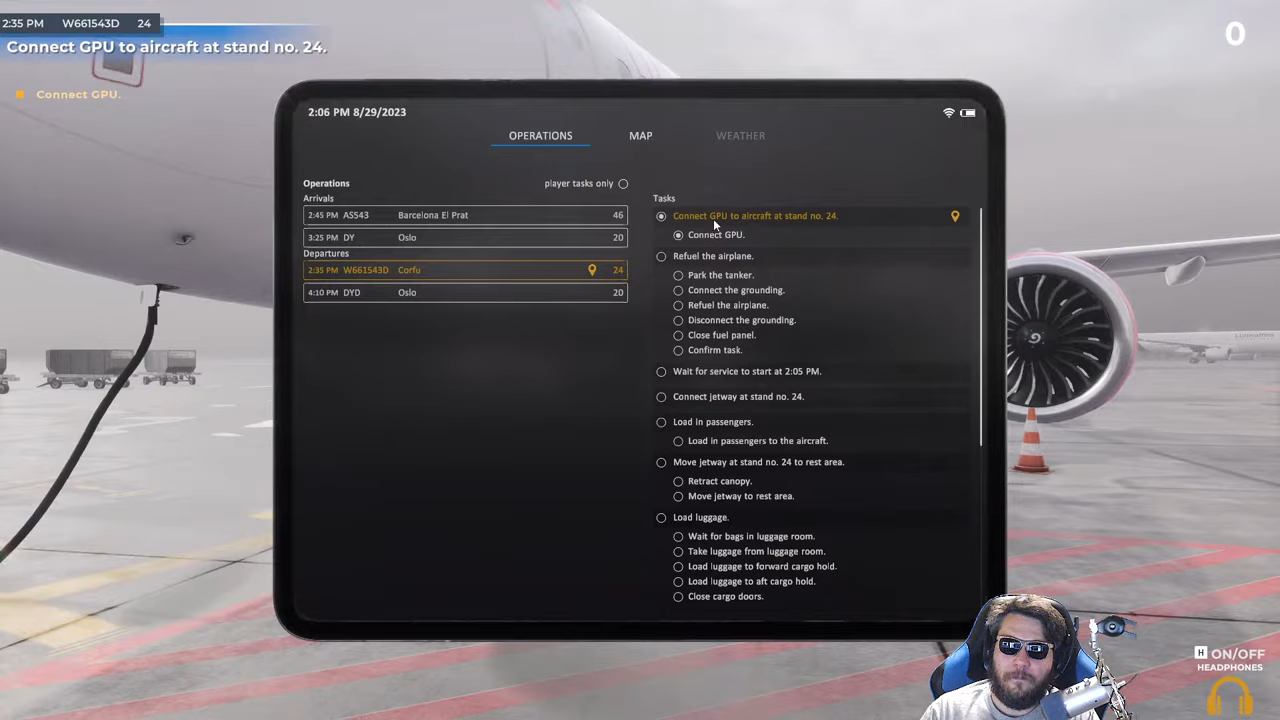 2:35 PM W661543D 24
Connect GPU to aircraft at stand no. 24.
Connect GPU.
0
2:06 PM 8/29/2023
OPERATIONS MAP WEATHER
Operations player tasks only
Arrivals
2:45 PM AS543 Barcelona El Prat 46
3:25 PM DY Oslo 20
Departures
2:35 PM W661543D Corfu 24
4:10 PM DYD Oslo 20
Tasks
Connect GPU to aircraft at stand no. 24.
Connect GPU.
Refuel the airplane.
Park the tanker.
Connect the grounding.
Refuel the airplane.
Disconnect the grounding.
Close fuel panel.
Confirm task.
Wait for service to start at 2:05 PM.
Connect jetway at stand no. 24.
Load in passengers.
Load in passengers to the aircraft.
Move jetway at stand no. 24 to rest area.
Retract canopy.
Move jetway to rest area.
Load luggage.
Wait for bags in luggage room.
Take luggage from luggage room.
Load luggage to forward cargo hold.
Load luggage to aft cargo hold.
Close cargo doors.
H ON/OFF
HEADPHONES